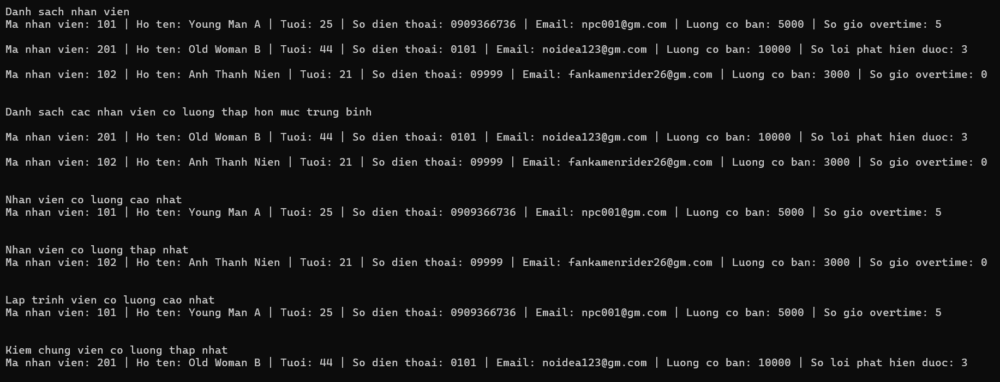 Danh sach nhan vien
Ma nhan vien: 101 | Ho ten: Young Man A | Tuoi: 25 | So dien thoai: 0909366736 | Email: npc001@gm.com | Luong co ban: 5000 | So gio overtime: 5
Ma nhan vien: 201 | Ho ten: Old Woman B | Tuoi: 44 | So dien thoai: 0101 | Email: noidea123@gm.com | Luong co ban: 10000 | So loi phat hien duoc: 3
Ma nhan vien: 102 | Ho ten: Anh Thanh Nien | Tuoi: 21 | So dien thoai: 09999 | Email: fankamenrider26@gm.com | Luong co ban: 3000 | So gio overtime: 0
Danh sach cac nhan vien co luong thap hon muc trung binh
Ma nhan vien: 201 | Ho ten: Old Woman B | Tuoi: 44 | So dien thoai: 0101 | Email: noidea123@gm.com | Luong co ban: 10000 | So loi phat hien duoc: 3
Ma nhan vien: 102 | Ho ten: Anh Thanh Nien | Tuoi: 21 | So dien thoai: 09999 | Email: fankamenrider26@gm.com | Luong co ban: 3000 | So gio overtime: 0
Nhan vien co luong cao nhat
Ma nhan vien: 101 | Ho ten: Young Man A | Tuoi: 25 | So dien thoai: 0909366736 | Email: npc001@gm.com | Luong co ban: 5000 | So gio overtime: 5
Nhan vien co luong thap nhat
Ma nhan vien: 102 | Ho ten: Anh Thanh Nien | Tuoi: 21 | So dien thoai: 09999 | Email: fankamenrider26@gm.com | Luong co ban: 3000 | So gio overtime: 0
Lap trinh vien co luong cao nhat
Ma nhan vien: 101 | Ho ten: Young Man A | Tuoi: 25 | So dien thoai: 0909366736 | Email: npc001@gm.com | Luong co ban: 5000 | So gio overtime: 5
Kiem chung vien co luong thap nhat
Ma nhan vien: 201 | Ho ten: Old Woman B | Tuoi: 44 | So dien thoai: 0101 | Email: noidea123@gm.com | Luong co ban: 10000 | So loi phat hien duoc: 3